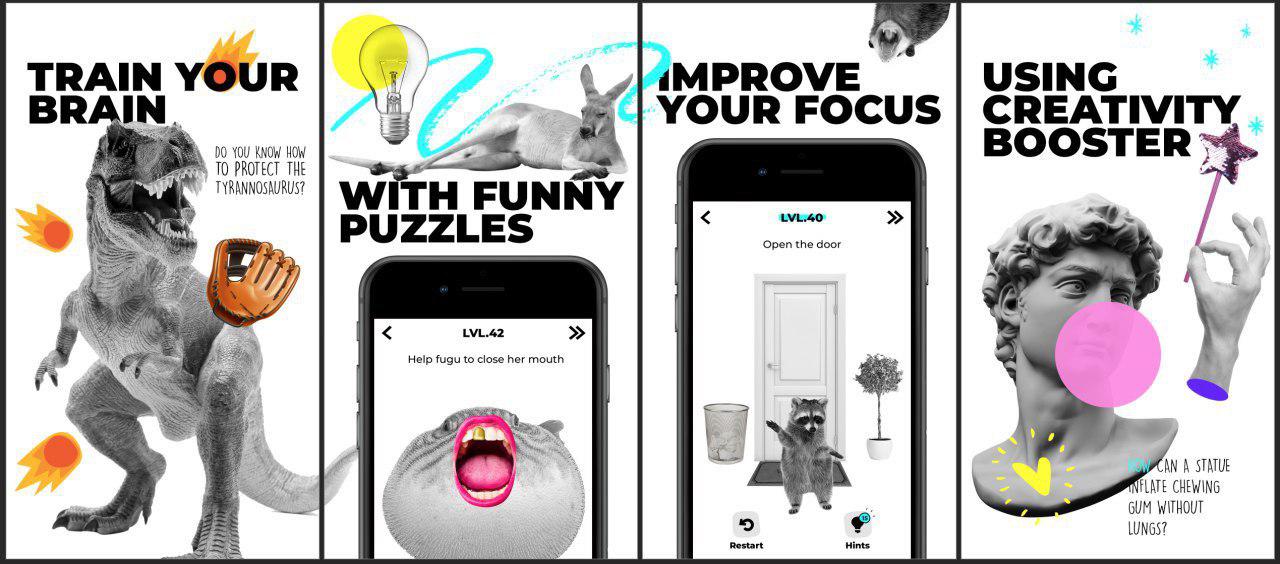 TRAIN YOUR
BRAIN
DO YOU KNOW HOW
TO PROTECT THE
TYRANNOSAURUS?
WITH FUNNY
PUZZLES
LVL.42
Help fugu to close her mouth
IMPROVE
YOUR FOCUS
LVL.40
Open the door
15
Restart
Hints
USING
CREATIVITY
BOOSTER
HOW CAN A STATUE
INFLATE CHEWING
GUM WITHOUT
LUNGS?